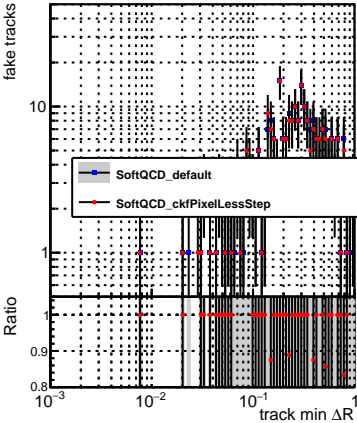 fake tracks
10
SoftQCD_default
SoftQCD_ckfPixelLessStep
1
Ratio
1
0.9
0.8
10⁻³ 10⁻² 10⁻¹ 1
track min ΔR